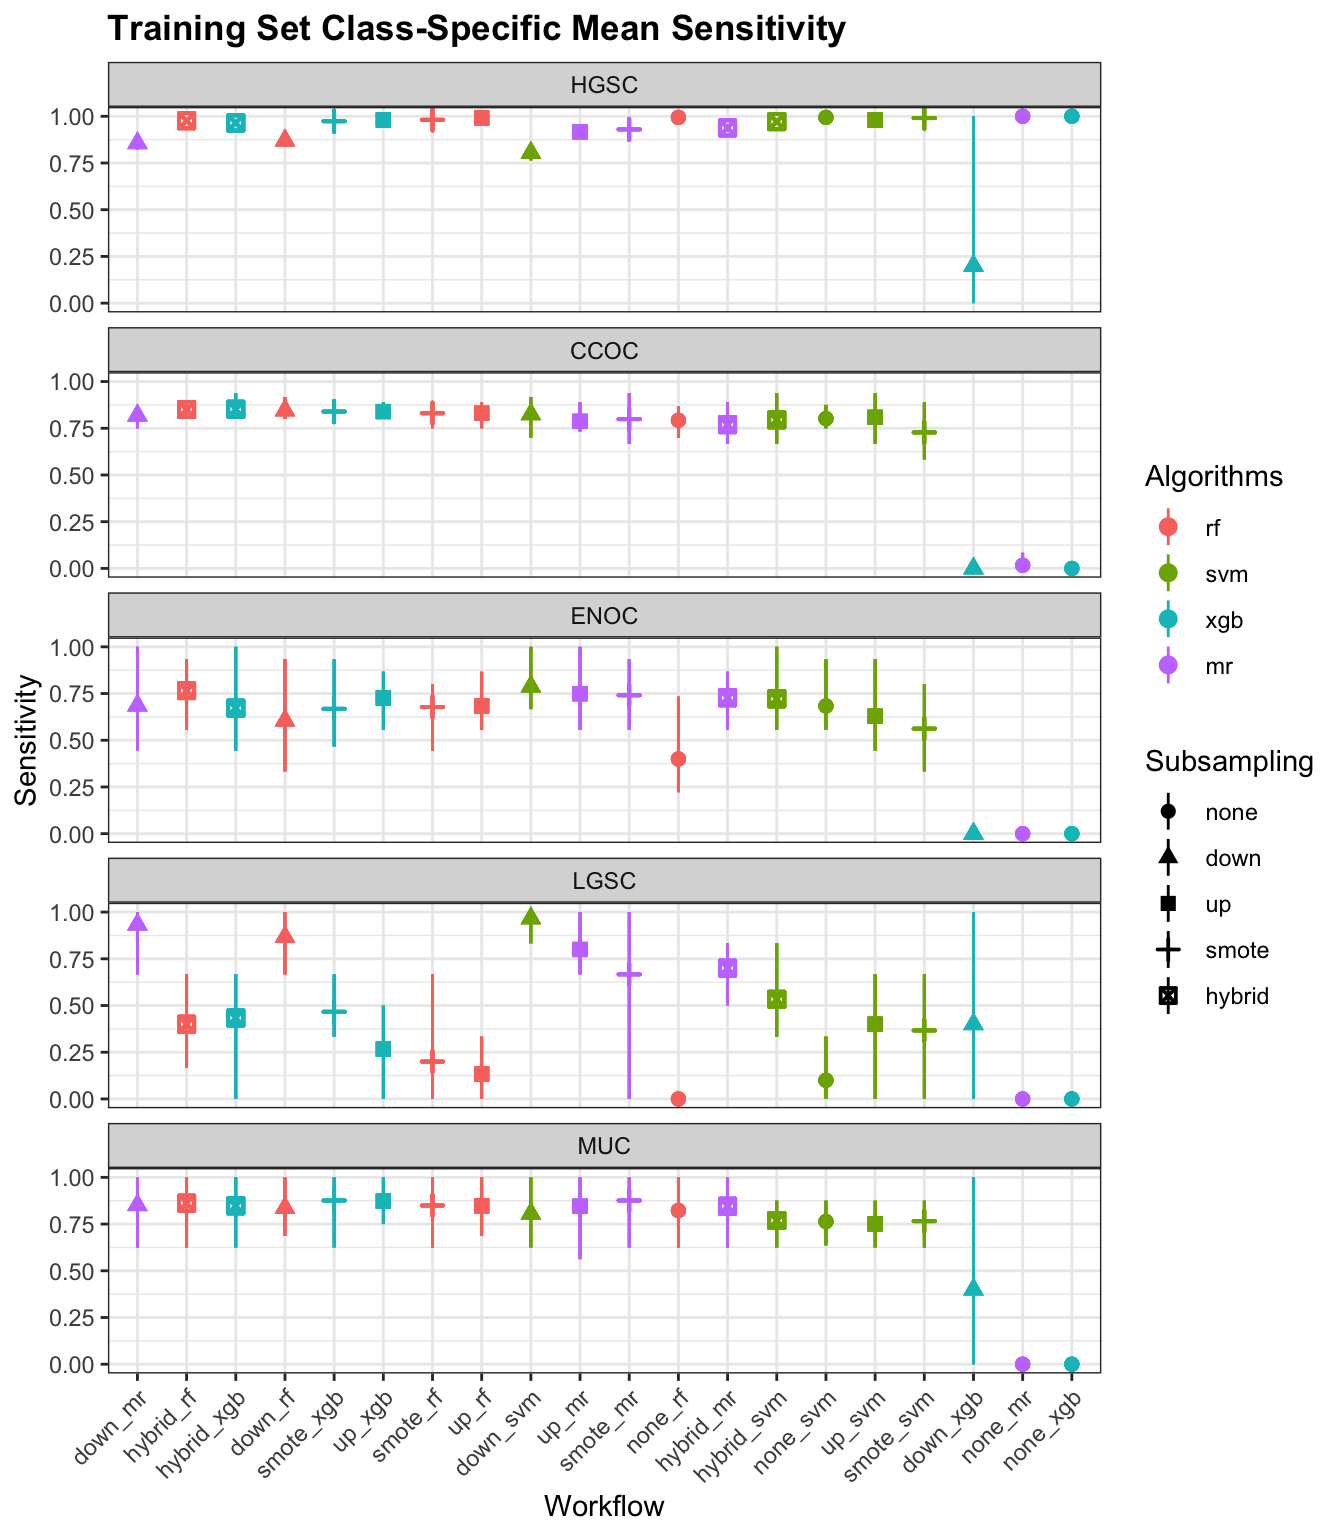 Training Set Class-Specific Mean Sensitivity
HGSC
1.00
0.75
0.50
0.25
0.00
CCOC
1.00
0.75
0.50
0.25
0.00
ENOC
1.00
0.75
0.50
0.25
0.00
LGSC
1.00
0.75
0.50
0.25
0.00
MUC
1.00
0.75
0.50
0.25
0.00
Sensitivity
down_mr
hybrid_rf
hybrid_xgb
down_rf
smote_xgb
up_xgb
smote_rf
up_rf
down_svm
up_mr
smote_mr
none_rf
hybrid_mr
hybrid_svm
none_svm
up_svm
smote_svm
down_xgb
none_mr
none_xgb
Workflow
Algorithms
rf
svm
xgb
mr
Subsampling
none
down
up
smote
hybrid